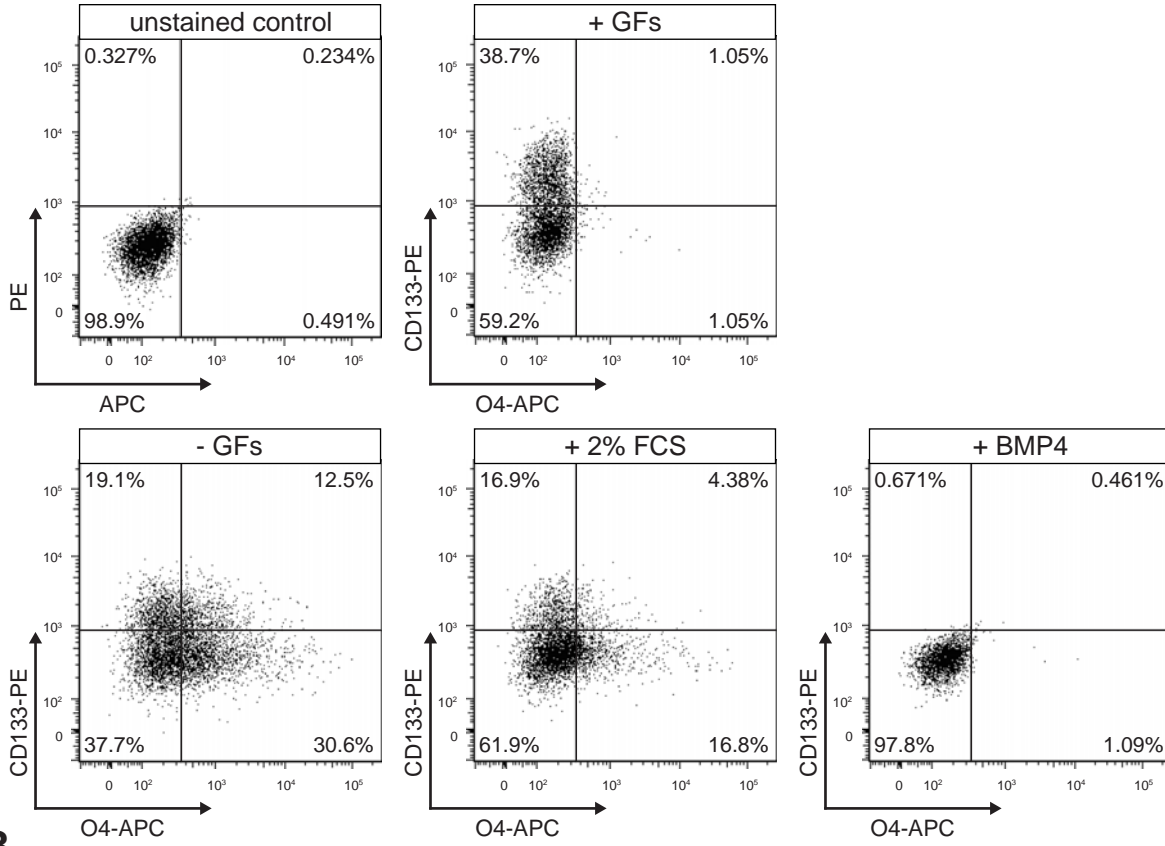 unstained control
0.327% 0.234%
10⁵
10⁴
10³
10²
0
98.9% 0.491%
0 10² 10³ 10⁴ 10⁵
PE
APC
+ GFs
38.7% 1.05%
10⁵
10⁴
10³
10²
0
59.2% 1.05%
0 10² 10³ 10⁴ 10⁵
CD133-PE
O4-APC
- GFs
19.1% 12.5%
10⁵
10⁴
10³
10²
0
37.7% 30.6%
0 10² 10³ 10⁴ 10⁵
CD133-PE
O4-APC
+ 2% FCS
16.9% 4.38%
10⁵
10⁴
10³
10²
0
61.9% 16.8%
0 10² 10³ 10⁴ 10⁵
CD133-PE
O4-APC
+ BMP4
0.671% 0.461%
10⁵
10⁴
10³
10²
0
97.8% 1.09%
0 10² 10³ 10⁴ 10⁵
CD133-PE
O4-APC